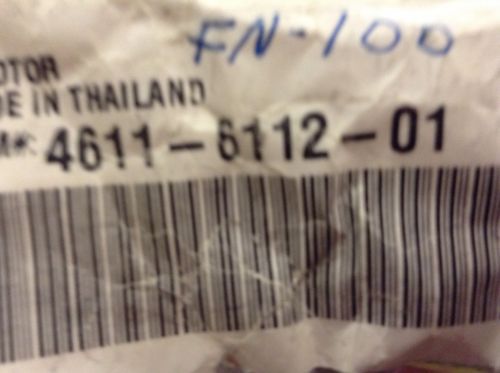 FN-100
OTOR
DE IN THAILAND
M#: 4611-6112-01